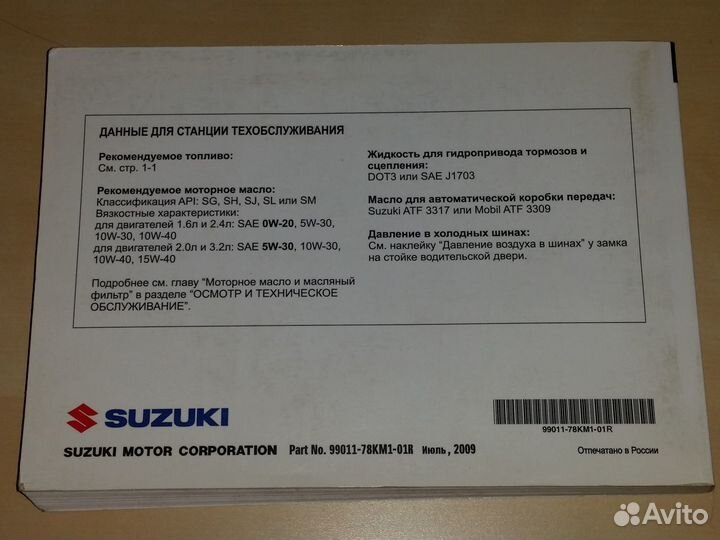 ДАННЫЕ ДЛЯ СТАНЦИИ ТЕХОБСЛУЖИВАНИЯ
Рекомендуемое топливо:
См. стр. 1-1
Рекомендуемое моторное масло:
Классификация API: SG, SH, SJ, SL или SM
Вязкостные характеристики:
для двигателей 1.6л и 2.4л: SAE 0W-20, 5W-30,
10W-30, 10W-40
для двигателей 2.0л и 3.2л: SAE 5W-30, 10W-30,
10W-40, 15W-40
Подробнее см. главу “Моторное масло и масляный
фильтр” в разделе “ОСМОТР И ТЕХНИЧЕСКОЕ
ОБСЛУЖИВАНИЕ”.
Жидкость для гидропривода тормозов и
сцепления:
DOT3 или SAE J1703
Масло для автоматической коробки передач:
Suzuki ATF 3317 или Mobil ATF 3309
Давление в холодных шинах:
См. наклейку “Давление воздуха в шинах” у замка
на стойке водительской двери.
SUZUKI
SUZUKI MOTOR CORPORATION Part No. 99011-78KM1-01R Июль, 2009
99011-78KM1-01R
Отпечатано в России
Avito